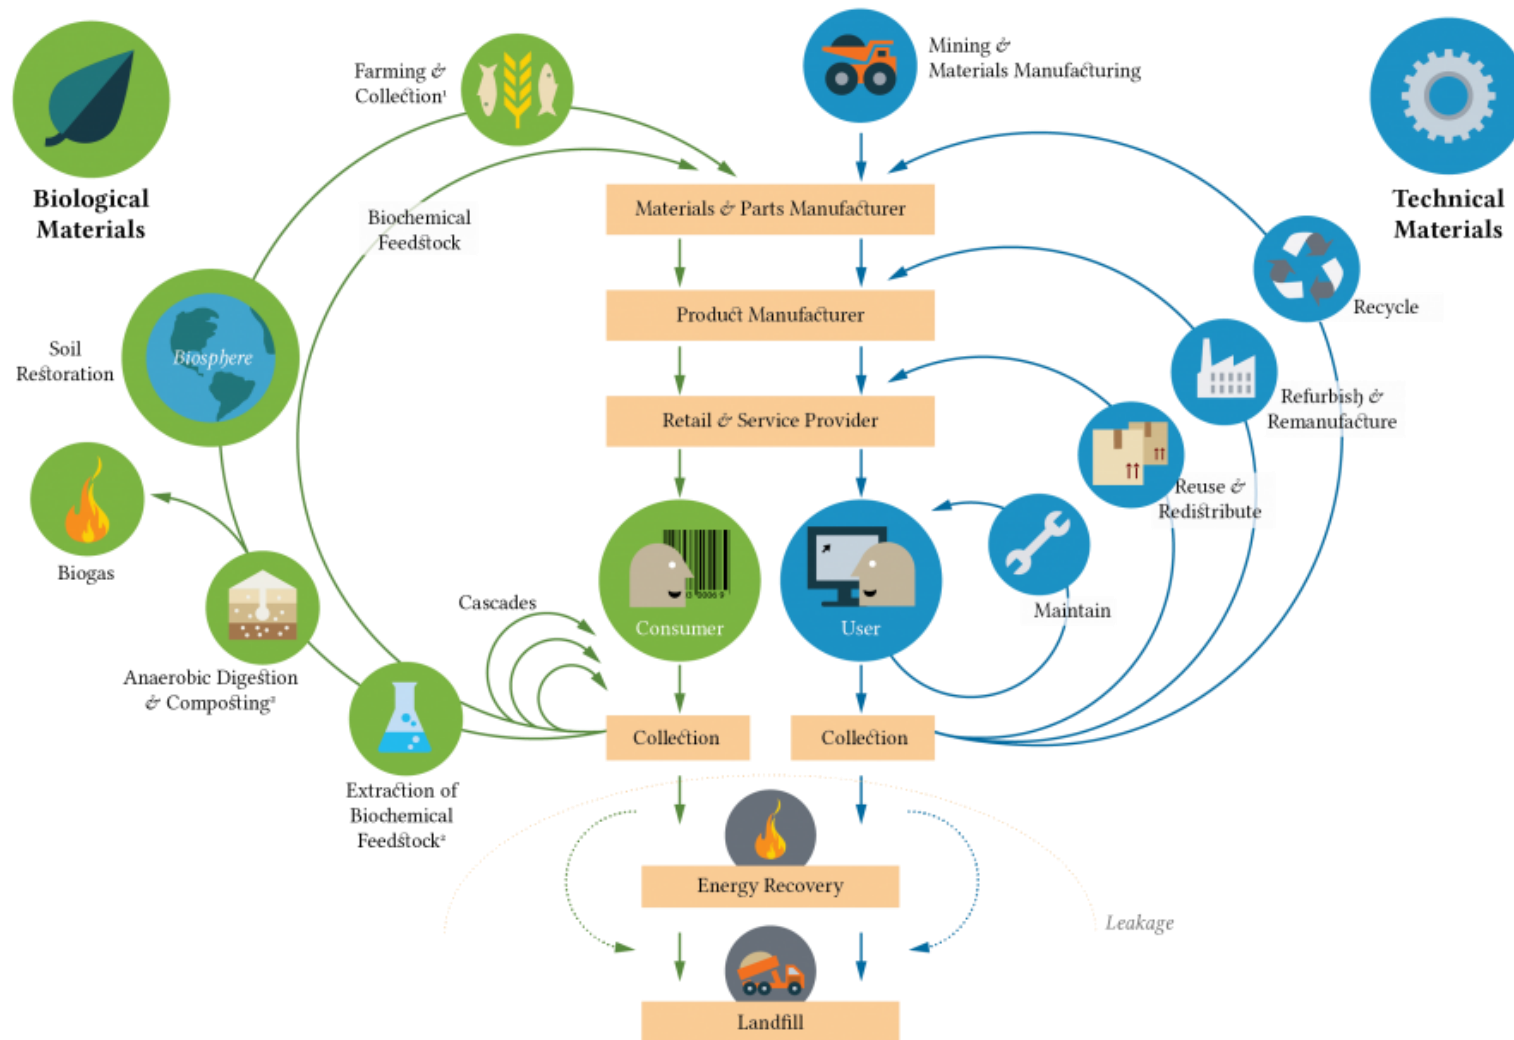 Farming &
Collection¹
Mining &
Materials Manufacturing
Biological
Materials
Technical
Materials
Materials & Parts Manufacturer
Biochemical
Feedstock
Recycle
Product Manufacturer
Biosphere
Soil
Restoration
Refurbish &
Remanufacture
Retail & Service Provider
Reuse &
Redistribute
Biogas
Cascades
Maintain
Consumer
User
Anaerobic Digestion
& Composting²
Collection
Collection
Extraction of
Biochemical
Feedstock²
Energy Recovery
Leakage
Landfill